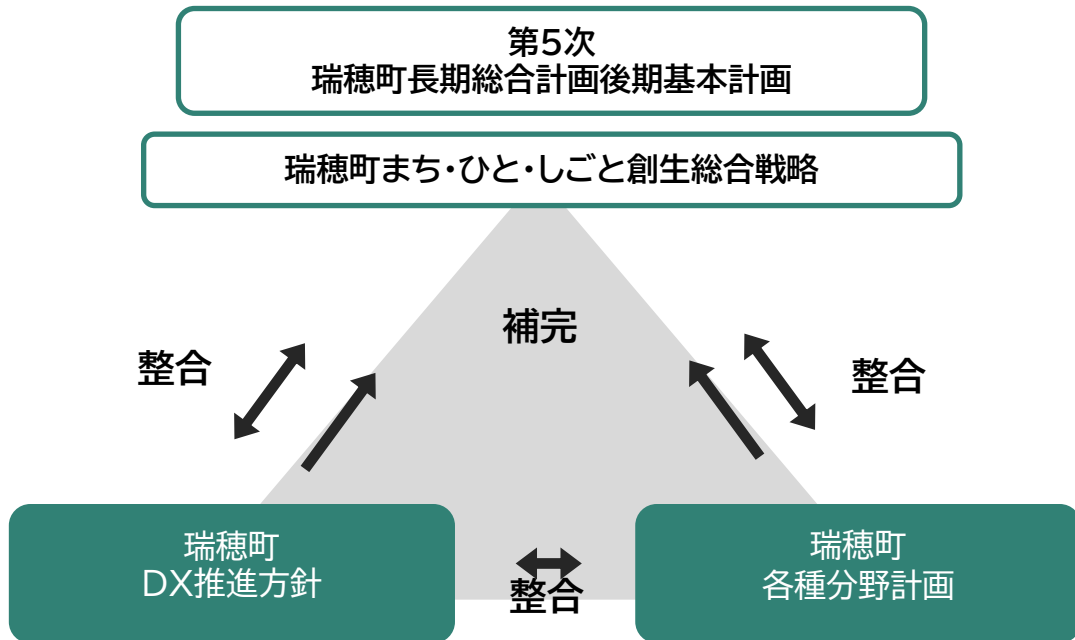 第5次
瑞穂町長期総合計画後期基本計画
瑞穂町まち・ひと・しごと創生総合戦略
補完
整合
整合
瑞穂町
DX推進方針
整合
瑞穂町
各種分野計画